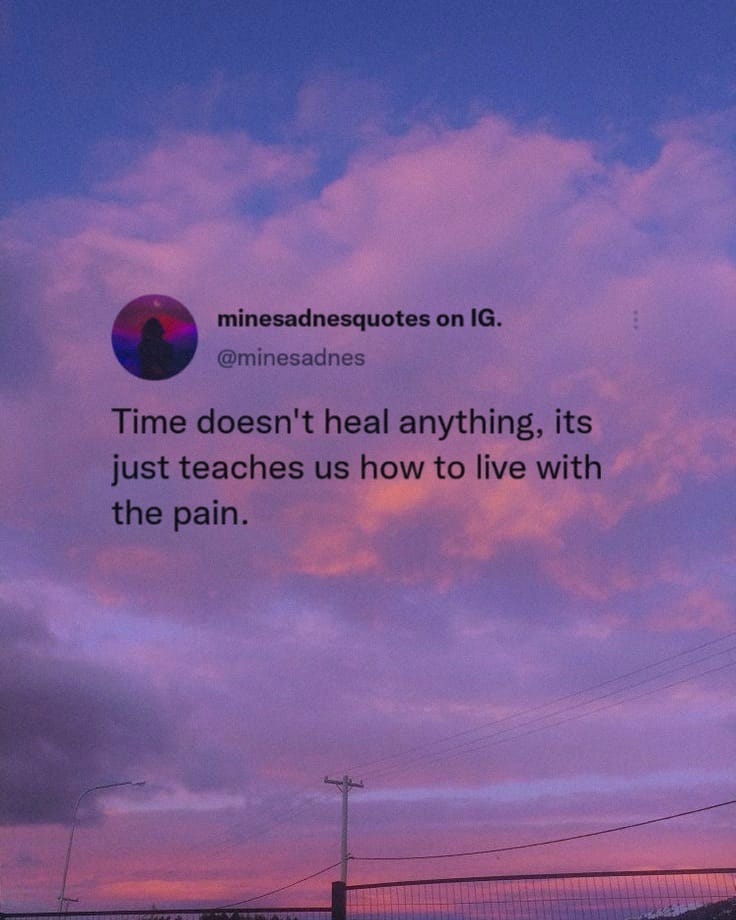 minesadnesquotes on IG.
@minesadnes
Time doesn't heal anything, its
just teaches us how to live with
the pain.